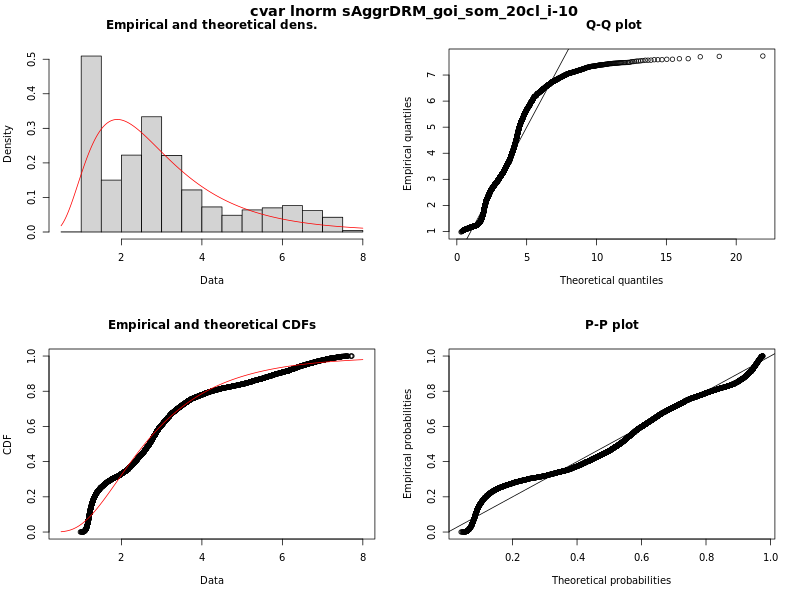 cvar lnorm sAggrDRM_goi_som_20cl_i-10
Empirical and theoretical dens.
Density
0.0 0.1 0.2 0.3 0.4 0.5
2 4 6 8
Data
Q-Q plot
Empirical quantiles
1 2 3 4 5 6 7
0 5 10 15 20
Theoretical quantiles
Empirical and theoretical CDFs
CDF
0.0 0.2 0.4 0.6 0.8 1.0
2 4 6 8
Data
P-P plot
Empirical probabilities
0.0 0.2 0.4 0.6 0.8 1.0
0.2 0.4 0.6 0.8 1.0
Theoretical probabilities